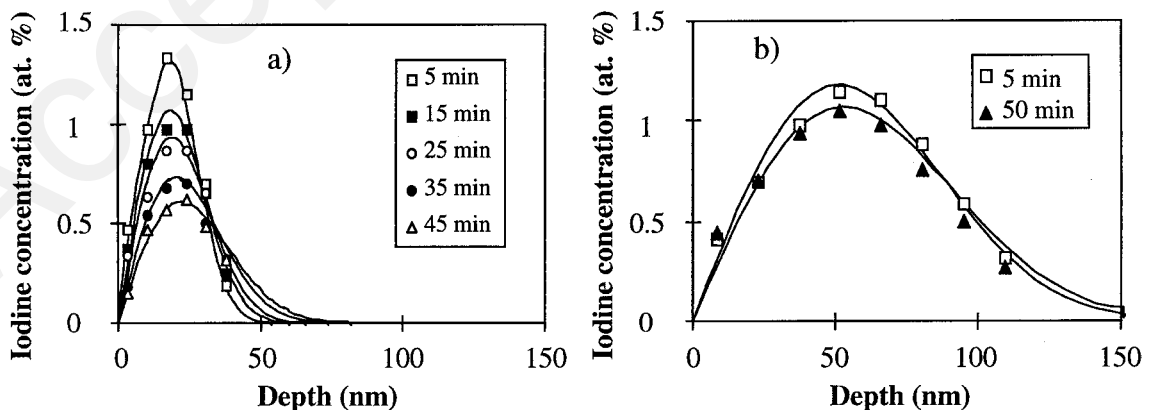 Accep
a)
1.5
1
0.5
0
Iodine concentration (at. %)
5 min
15 min
25 min
35 min
45 min
0
50
100
150
Depth (nm)
b)
1.5
1
0.5
0
Iodine concentration (at. %)
5 min
50 min
0
50
100
150
Depth (nm)